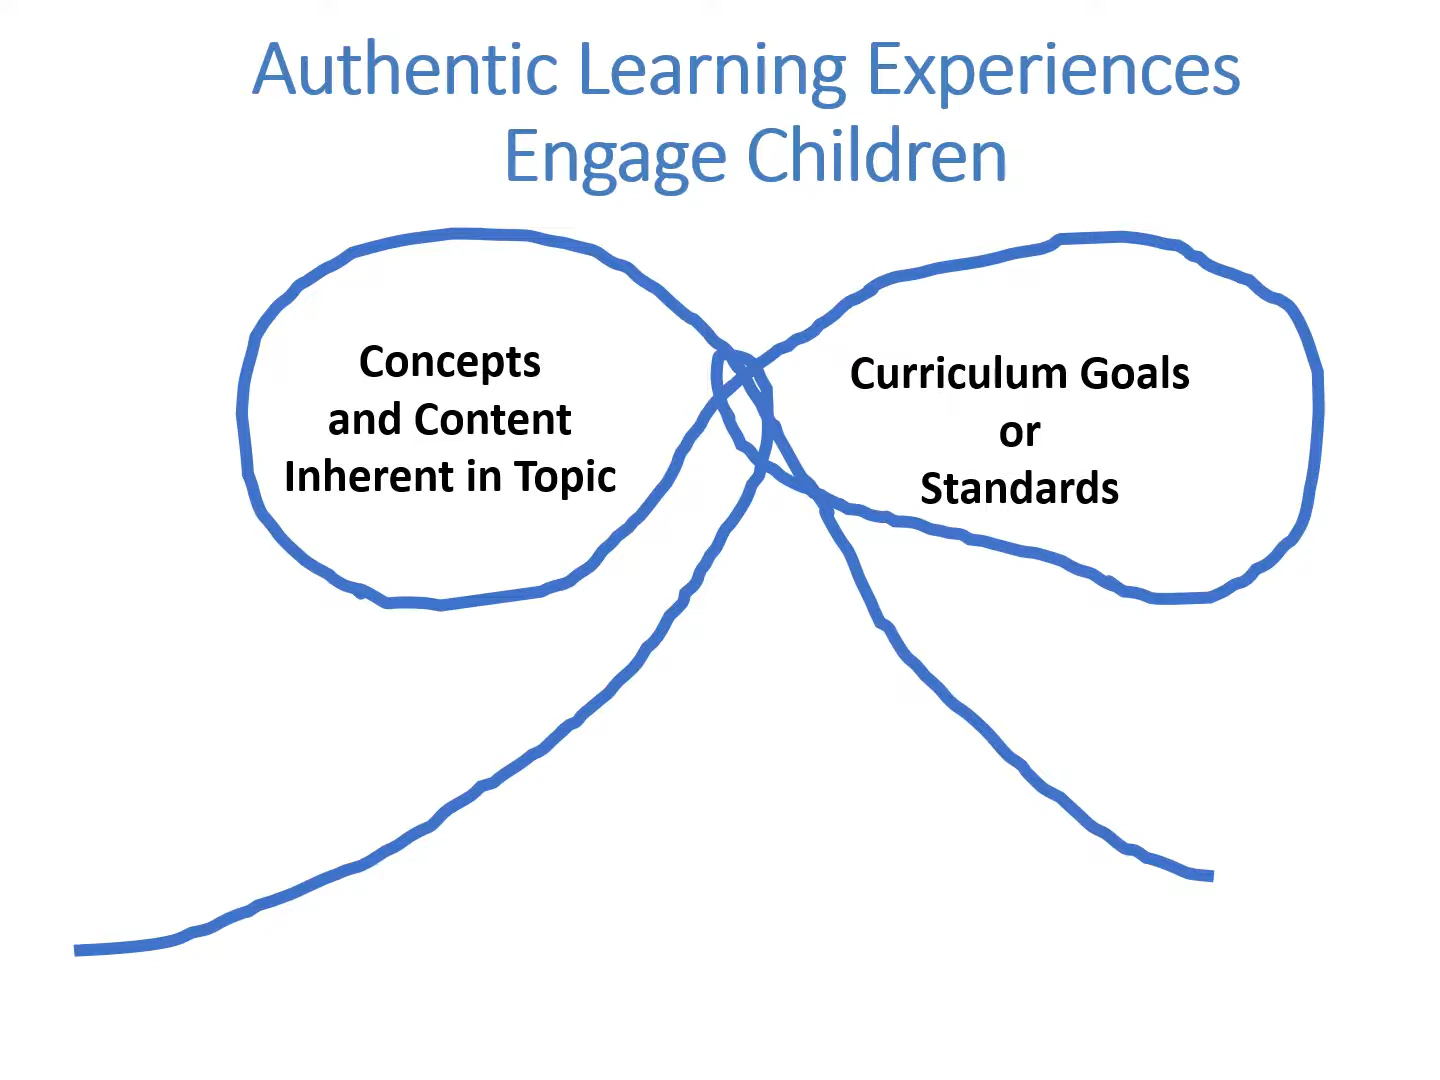 Authentic Learning Experiences
Engage Children
Concepts
and Content
Inherent in Topic
Curriculum Goals
or
Standards